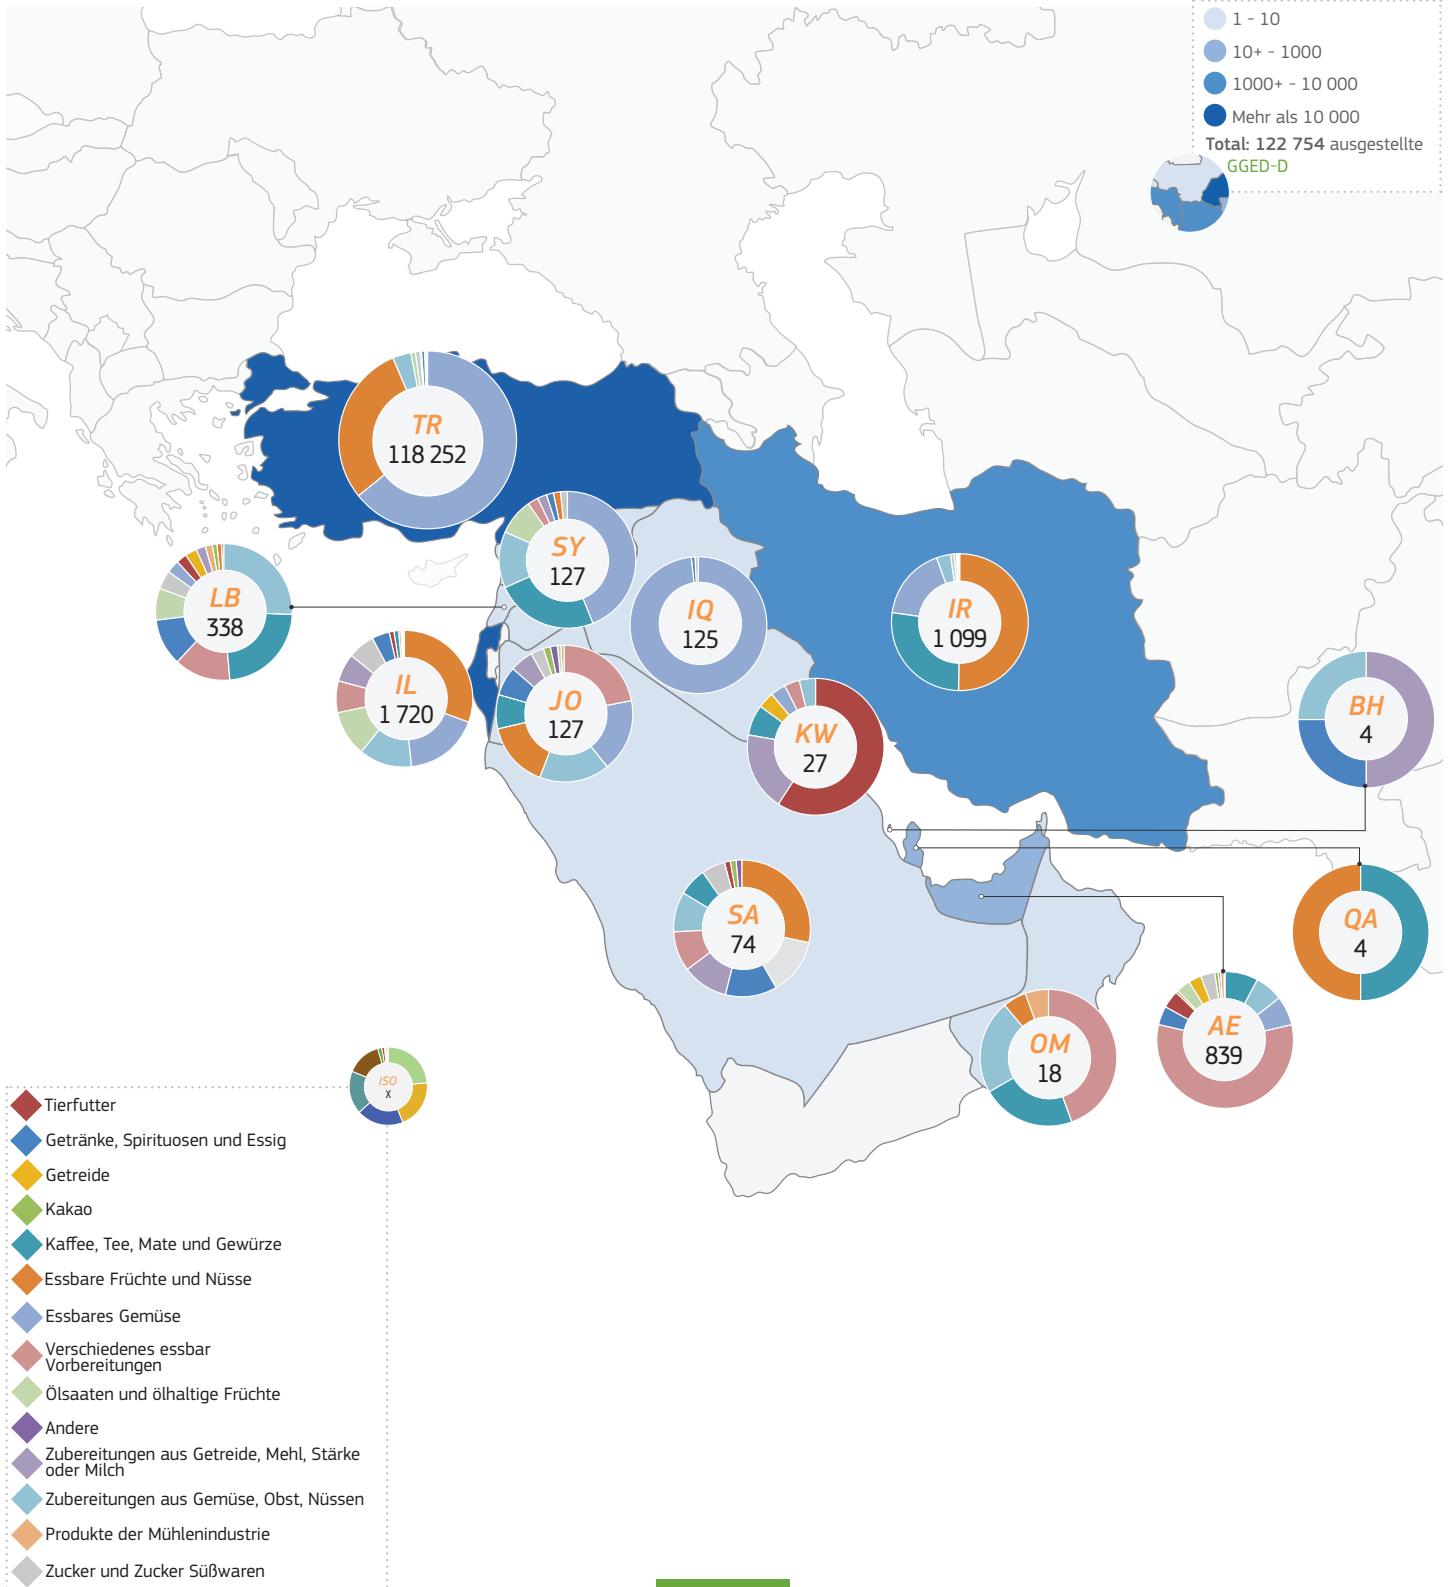 1 - 10
10+ - 1000
1000+ - 10 000
Mehr als 10 000
Total: 122 754 ausgestellte
GGED-D
TR
118 252
SY
127
LB
338
IQ
125
IR
1 099
IL
1 720
JO
127
KW
27
BH
4
SA
74
QA
4
AE
839
OM
18
ISO
X
Tierfutter
Getränke, Spirituosen und Essig
Getreide
Kakao
Kaffee, Tee, Mate und Gewürze
Essbare Früchte und Nüsse
Essbares Gemüse
Verschiedenes essbar
Vorbereitungen
Ölsaaten und ölhaltige Früchte
Andere
Zubereitungen aus Getreide, Mehl, Stärke
oder Milch
Zubereitungen aus Gemüse, Obst, Nüssen
Produkte der Mühlenindustrie
Zucker und Zucker Süßwaren